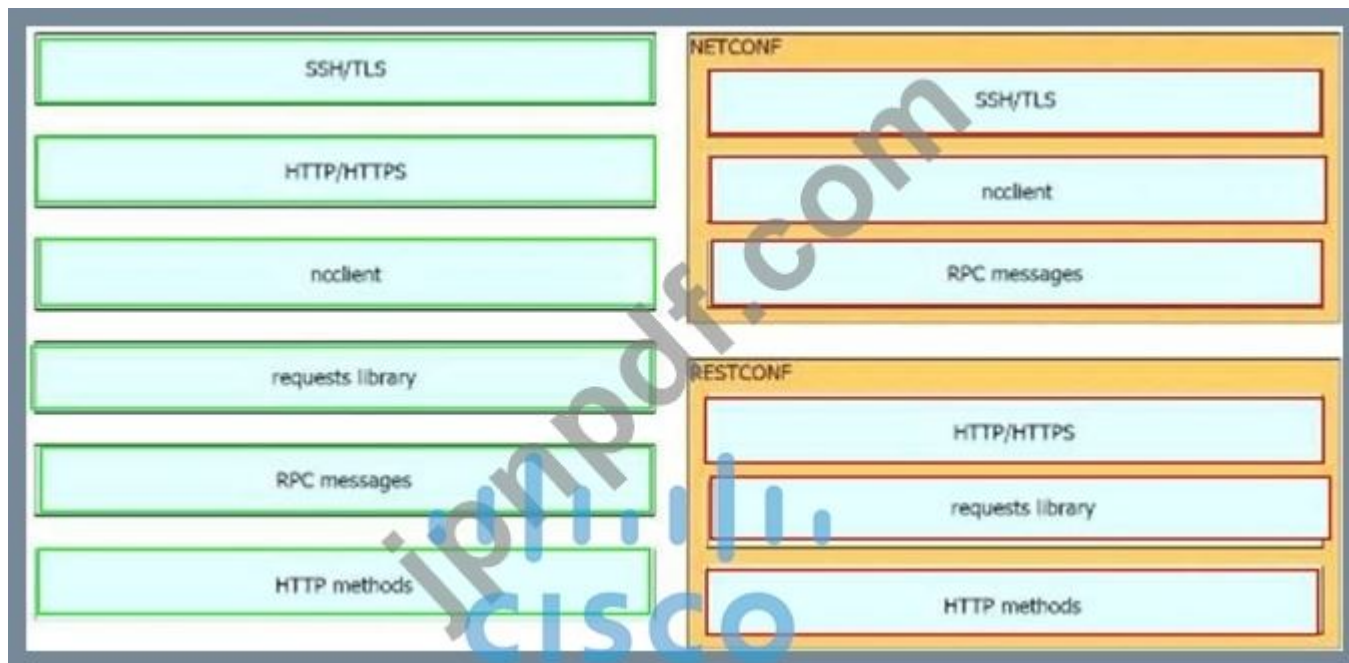 SSH/TLS
HTTP/HTTPS
ncclient
requests library
RPC messages
HTTP methods
NETCONF
SSH/TLS
ncclient
RPC messages
RESTCONF
HTTP/HTTPS
requests library
HTTP methods
jpnpdf.com
CISCO